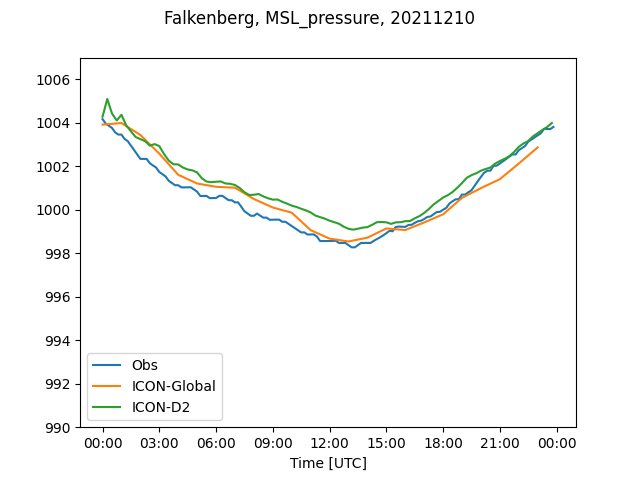 Falkenberg, MSL_pressure, 20211210
1006
1004
1002
1000
998
996
994
992
990
Obs
ICON-Global
ICON-D2
00:00 03:00 06:00 09:00 12:00 15:00 18:00 21:00 00:00
Time [UTC]